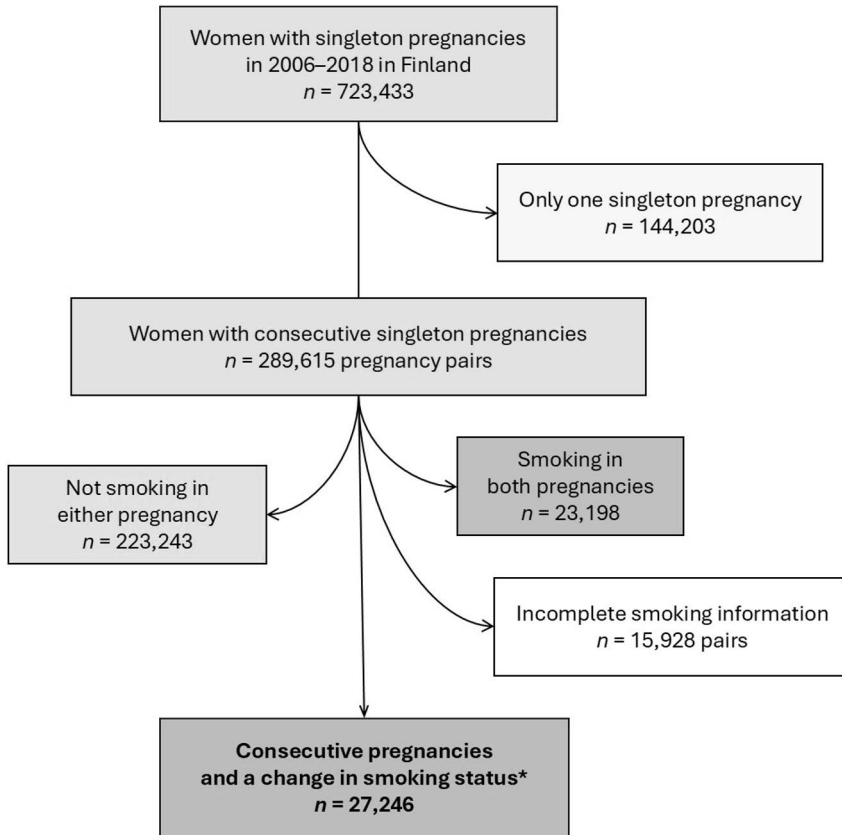 Women with singleton pregnancies
in 2006–2018 in Finland
n = 723,433
Only one singleton pregnancy
n = 144,203
Women with consecutive singleton pregnancies
n = 289,615 pregnancy pairs
Not smoking in
either pregnancy
n = 223,243
Smoking in
both pregnancies
n = 23,198
Incomplete smoking information
n = 15,928 pairs
Consecutive pregnancies
and a change in smoking status*
n = 27,246